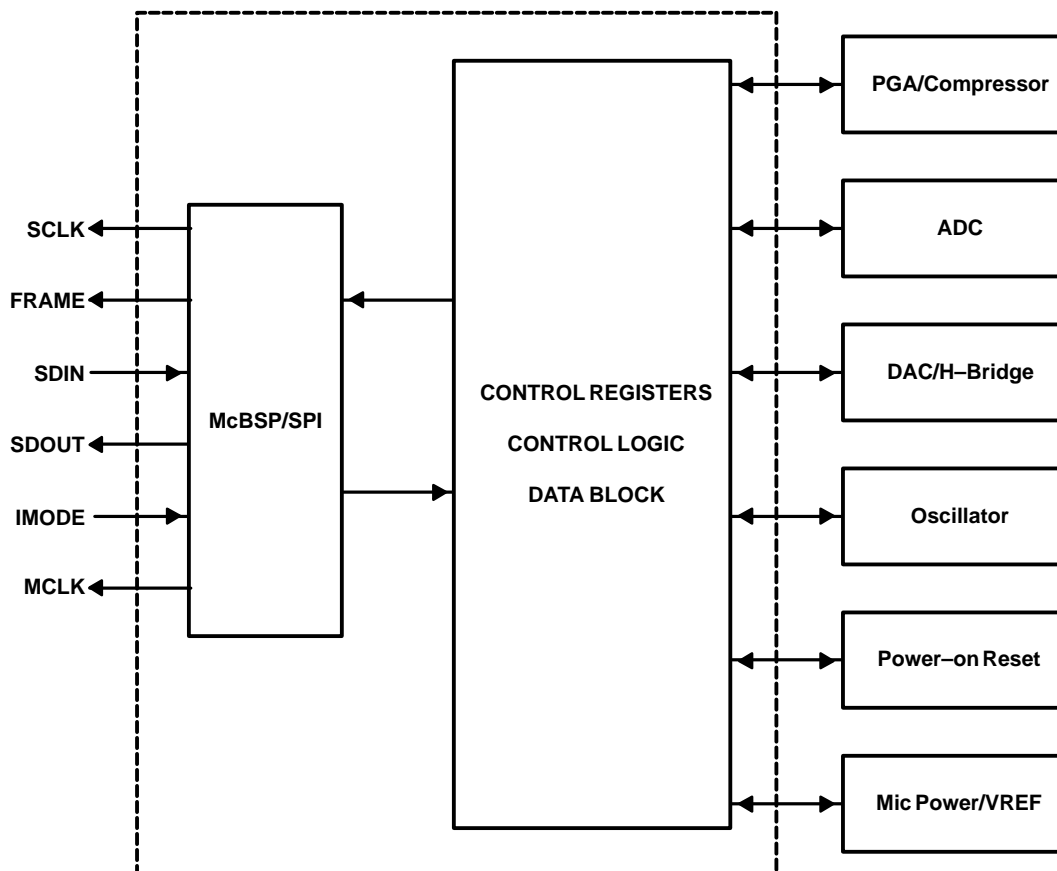 PGA/Compressor
SCLK
ADC
FRAME
SDIN
DAC/H–Bridge
CONTROL REGISTERS
McBSP/SPI
SDOUT
CONTROL LOGIC
DATA BLOCK
IMODE
Oscillator
MCLK
Power–on Reset
Mic Power/VREF